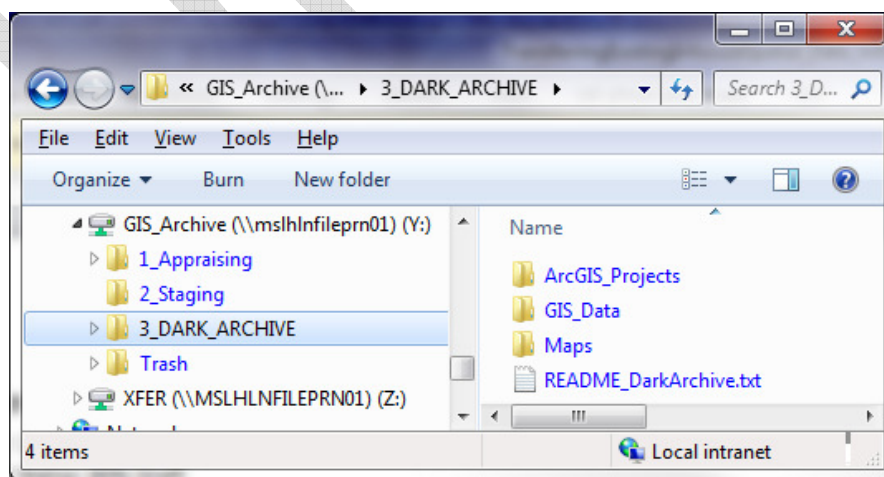 « GIS_Archive (\... ▸ 3_DARK_ARCHIVE ▸ Search 3_D...
File Edit View Tools Help
Organize Burn New folder
GIS_Archive (\\mslhlnfileprn01) (Y:)
1_Appraising
2_Staging
3_DARK_ARCHIVE
Trash
XFER (\\MSLHLNFILEPRN01) (Z:)
Name
ArcGIS_Projects
GIS_Data
Maps
README_DarkArchive.txt
4 items Local intranet